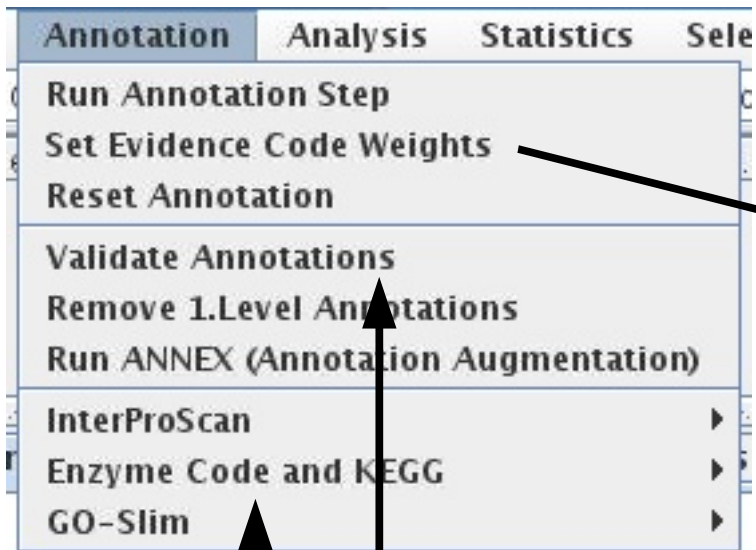 Annotation Analysis Statistics Sele
Run Annotation Step
Set Evidence Code Weights
Reset Annotation
Validate Annotations
Remove 1.Level Annotations
Run ANNEX (Annotation Augmentation)
InterProScan
Enzyme Code and KEGG
GO-Slim